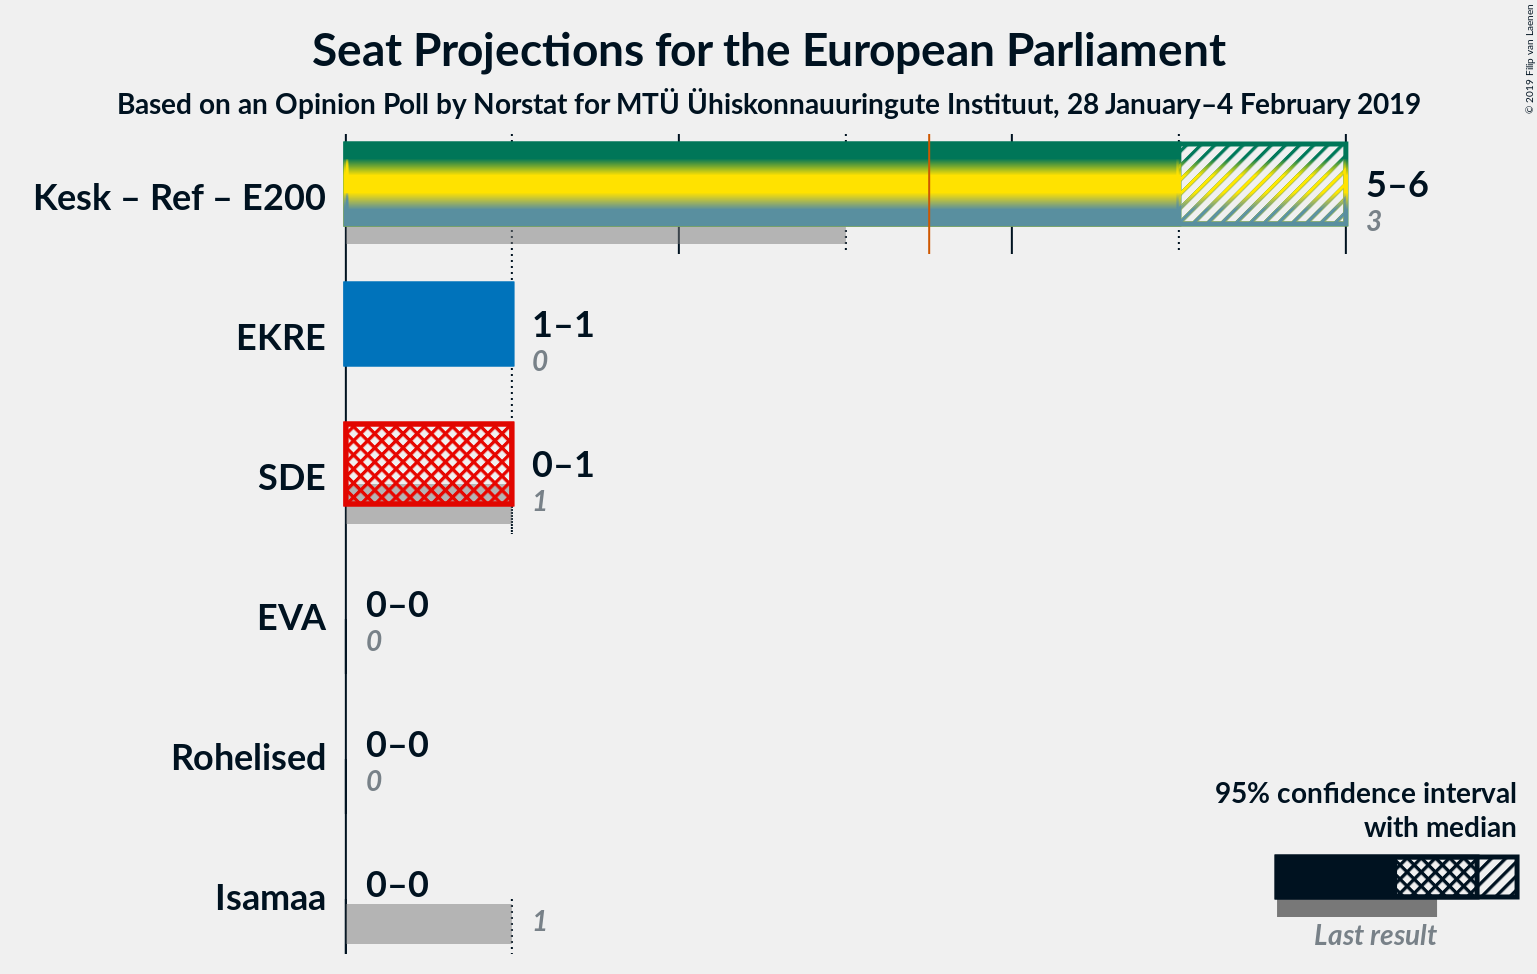 Seat Projections for the European Parliament
Based on an Opinion Poll by Norstat for MTÜ Ühiskonnauuringute Instituut, 28 January–4 February 2019
© 2019 Filip van Laenen
Kesk – Ref – E200
5–6
3
EKRE
1–1
0
SDE
0–1
1
EVA
0–0
0
Rohelised
0–0
0
Isamaa
0–0
1
95% confidence interval
with median
Last result